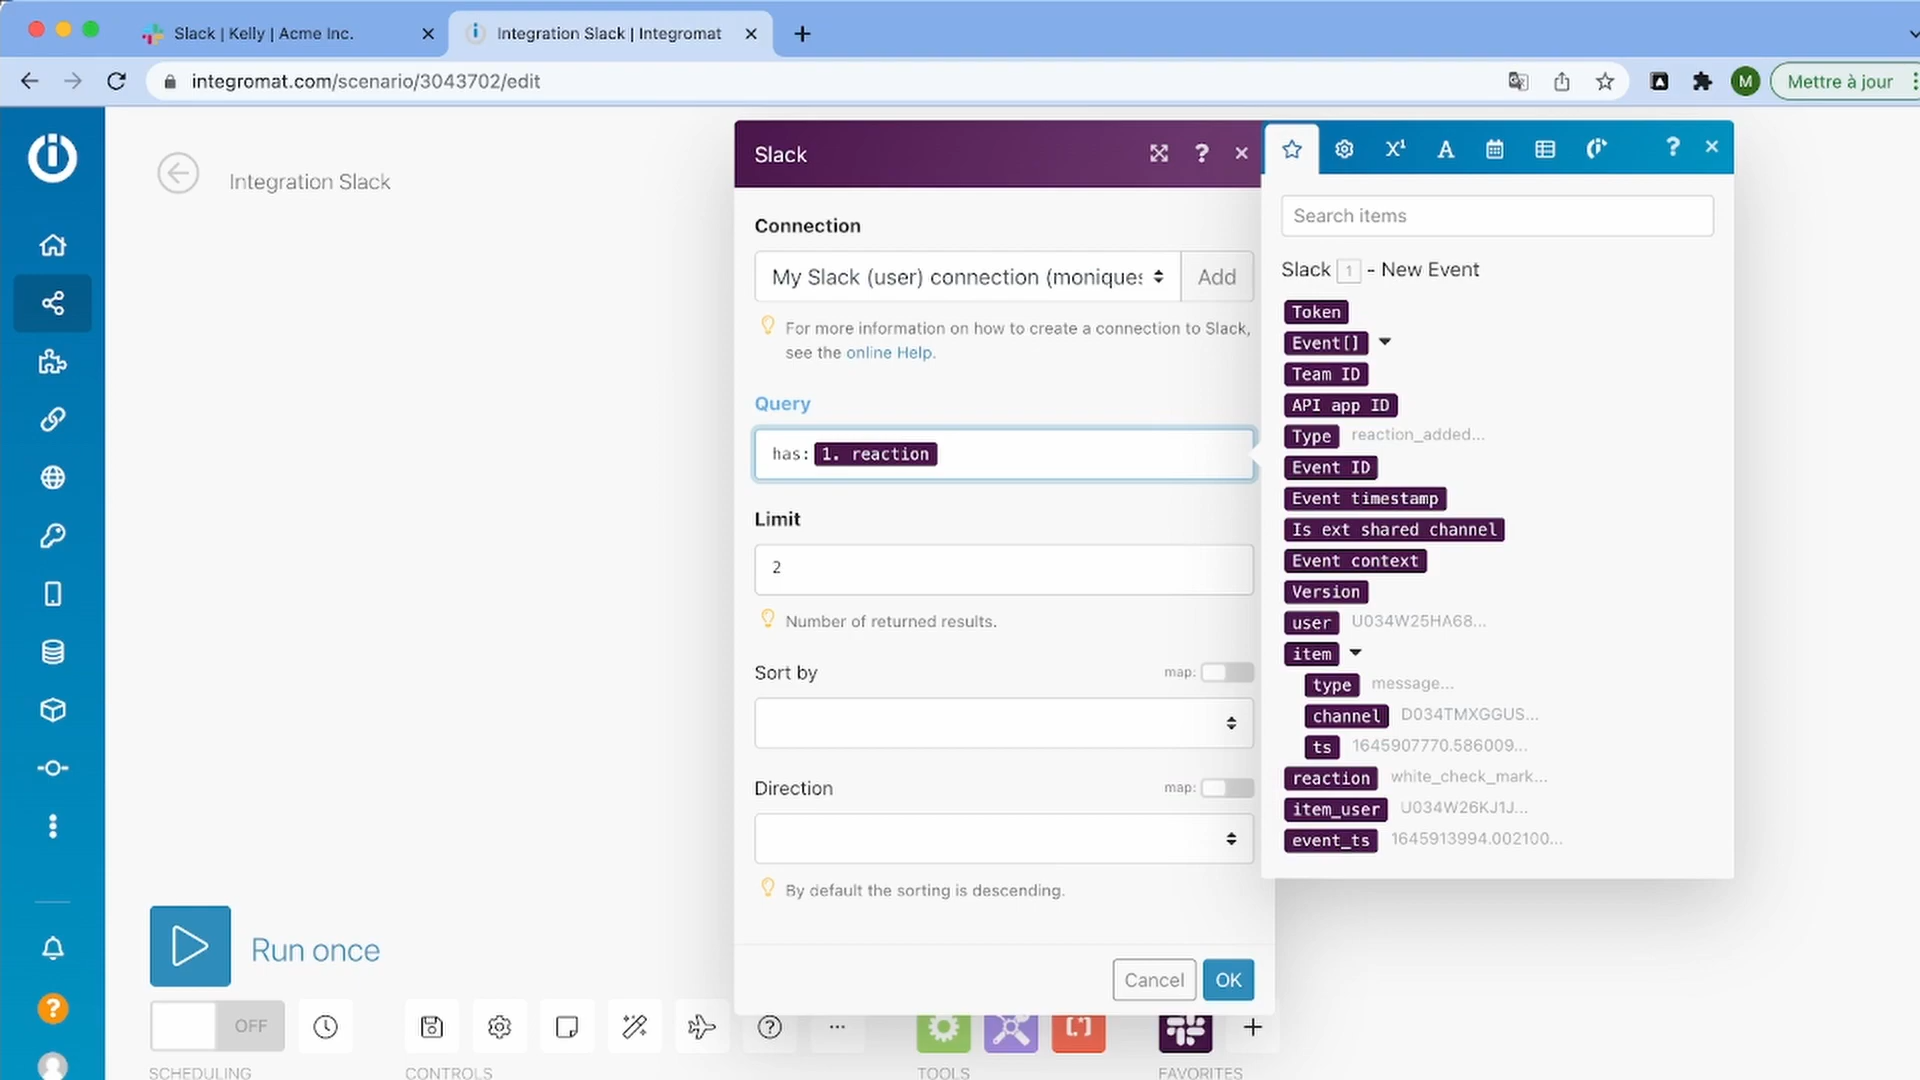 Slack | Kelly | Acme Inc.
Integration Slack | Integromat
integromat.com/scenario/3043702/edit
M
Mettre à jour
Integration Slack
Slack
?
Connection
My Slack (user) connection (moniques
Add
For more information on how to create a connection to Slack,
see the online Help.
Query
has: 1. reaction
Limit
2
Number of returned results.
Sort by
map:
Direction
map:
By default the sorting is descending.
Cancel
OK
X¹
A
?
Search items
Slack 1 - New Event
Token
Event[]
Team ID
API app ID
Type reaction_added...
Event ID
Event timestamp
Is ext shared channel
Event context
Version
user U034W25HA68...
item
type message...
channel D034TMXGGUS...
ts 1645907770.586009...
reaction white_check_mark...
item_user U034W26KJ1J...
event_ts 1645913994.002100...
Run once
OFF
?
SCHEDULING
CONTROLS
TOOLS
FAVORITES
?